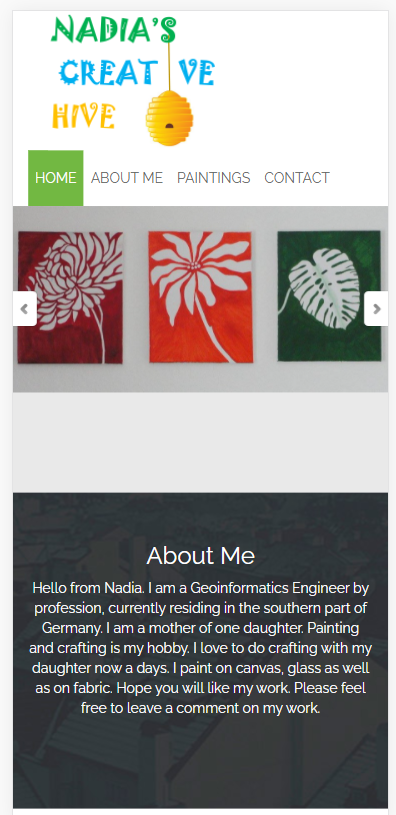 NADIA'S
CREAT VE
HIVE
HOME ABOUT ME PAINTINGS CONTACT
About Me
Hello from Nadia. I am a Geoinformatics Engineer by
profession, currently residing in the southern part of
Germany. I am a mother of one daughter. Painting
and crafting is my hobby. I love to do crafting with my
daughter now a days. I paint on canvas, glass as well
as on fabric. Hope you will like my work. Please feel
free to leave a comment on my work.